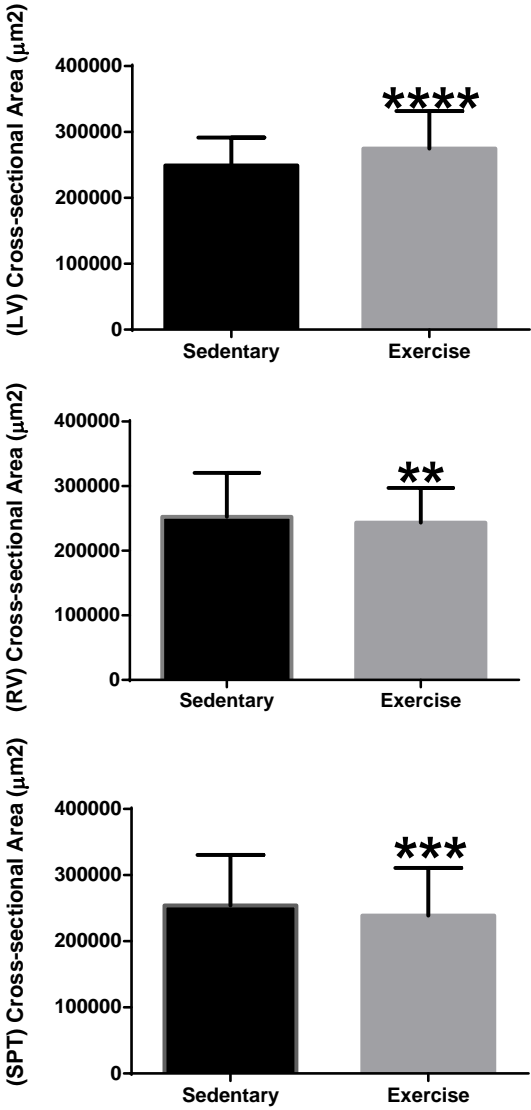 (LV) Cross-sectional Area (μm2)
400000
300000
200000
100000
0
****
Sedentary
Exercise
(RV) Cross-sectional Area (μm2)
400000
300000
200000
100000
0
**
Sedentary
Exercise
(SPT) Cross-sectional Area (μm2)
400000
300000
200000
100000
0
***
Sedentary
Exercise